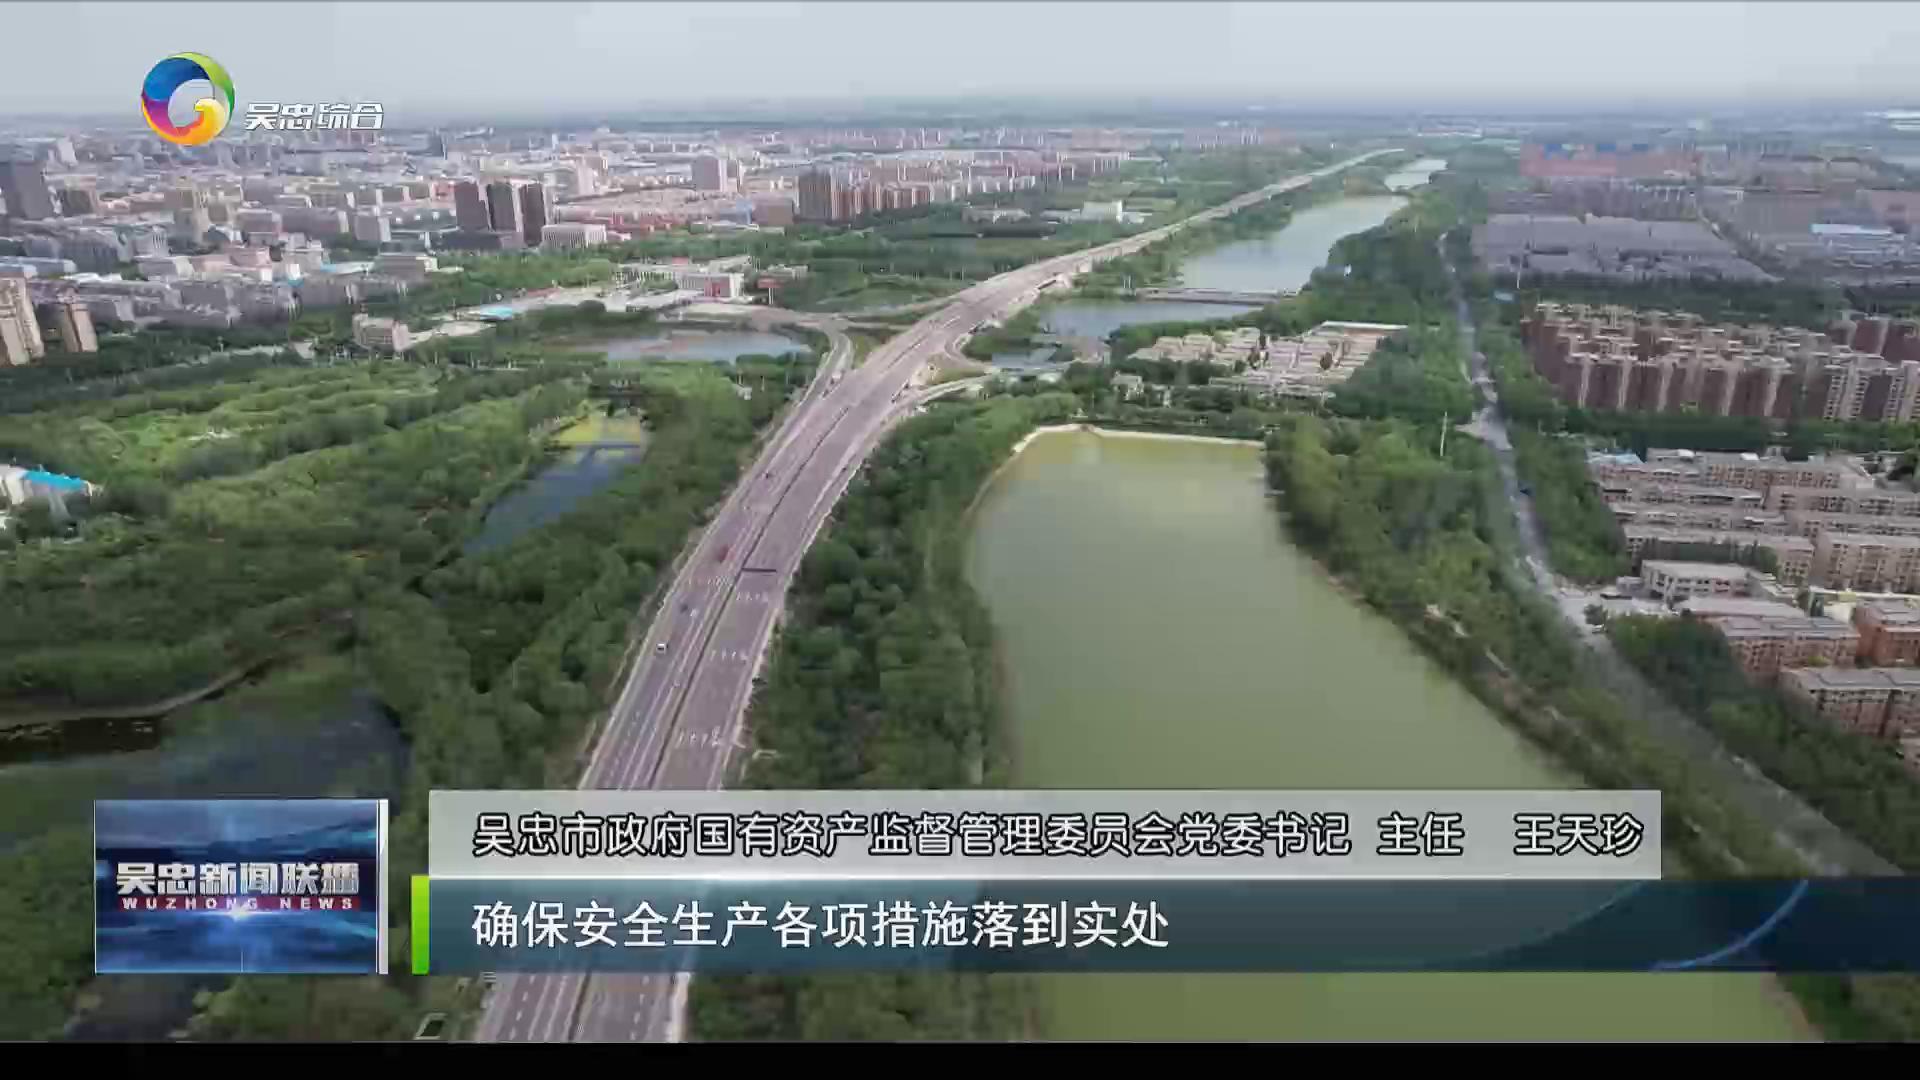 吴忠综合
吴忠市政府国有资产监督管理委员会党委书记 主任 王天珍
吴忠新闻联播
WUZHONG NEWS
确保安全生产各项措施落到实处